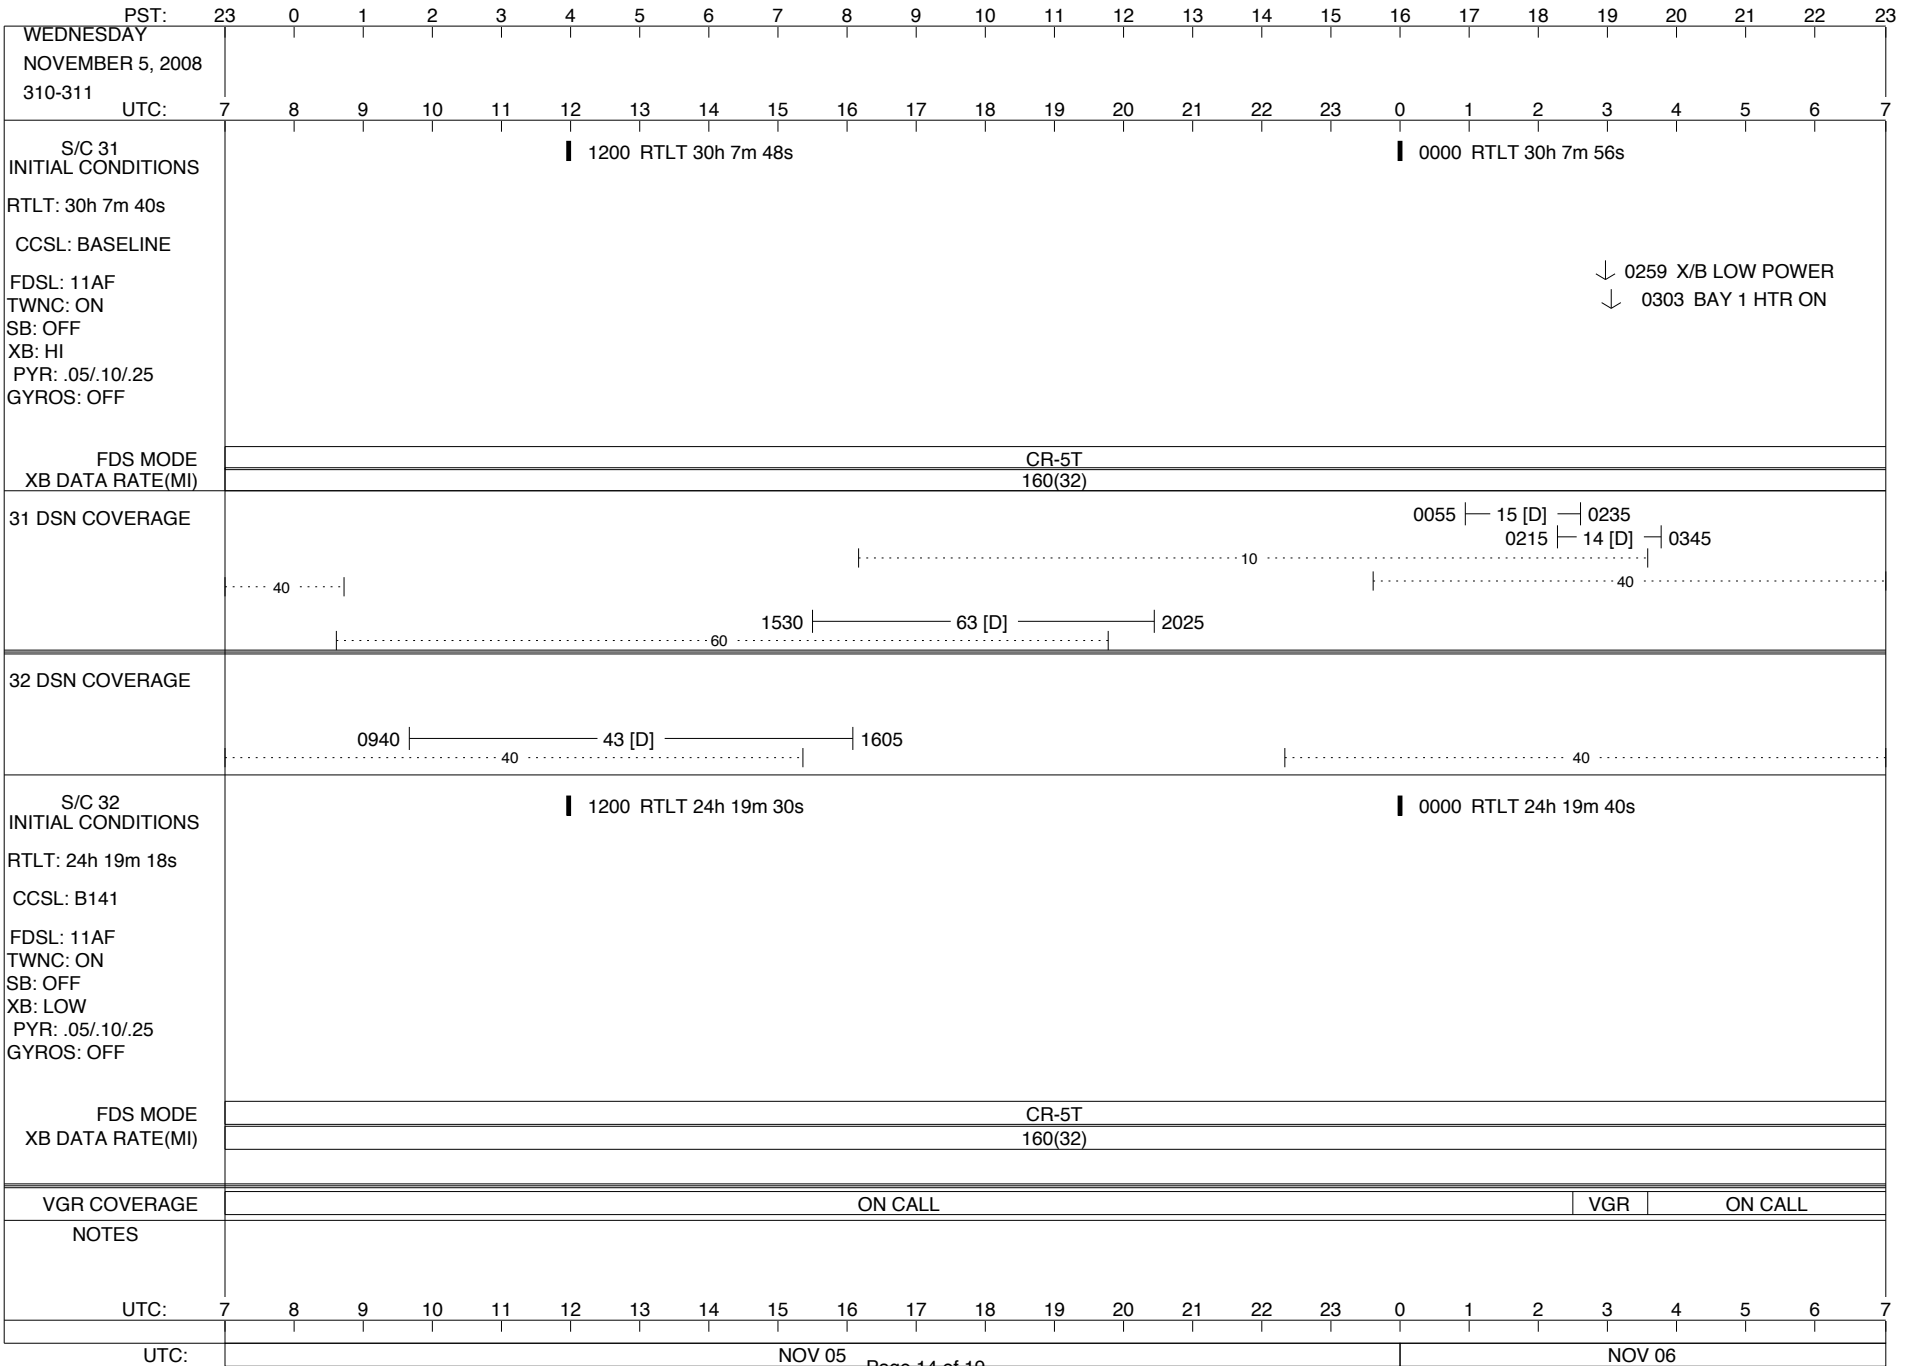 PST: 23 0 1 2 3 4 5 6 7 8 9 10 11 12 13 14 15 16 17 18 19 20 21 22 23
WEDNESDAY
NOVEMBER 5, 2008
310-311
UTC: 7 8 9 10 11 12 13 14 15 16 17 18 19 20 21 22 23 0 1 2 3 4 5 6 7
S/C 31
INITIAL CONDITIONS
1200 RTLT 30h 7m 48s
0000 RTLT 30h 7m 56s
RTLT: 30h 7m 40s
CCSL: BASELINE
FDSL: 11AF
TWNC: ON
SB: OFF
XB: HI
PYR: .05/.10/.25
GYROS: OFF
0259 X/B LOW POWER
0303 BAY 1 HTR ON
FDS MODE CR-5T
XB DATA RATE(MI) 160(32)
31 DSN COVERAGE
0055 15 [D] 0235
0215 14 [D] 0345
10
40 40
1530 63 [D] 2025
60
32 DSN COVERAGE
0940 43 [D] 1605
40 40
S/C 32
INITIAL CONDITIONS
1200 RTLT 24h 19m 30s
0000 RTLT 24h 19m 40s
RTLT: 24h 19m 18s
CCSL: B141
FDSL: 11AF
TWNC: ON
SB: OFF
XB: LOW
PYR: .05/.10/.25
GYROS: OFF
FDS MODE CR-5T
XB DATA RATE(MI) 160(32)
VGR COVERAGE ON CALL VGR ON CALL
NOTES
UTC: 7 8 9 10 11 12 13 14 15 16 17 18 19 20 21 22 23 0 1 2 3 4 5 6 7
UTC: NOV 05 NOV 06
Page 14 of 19